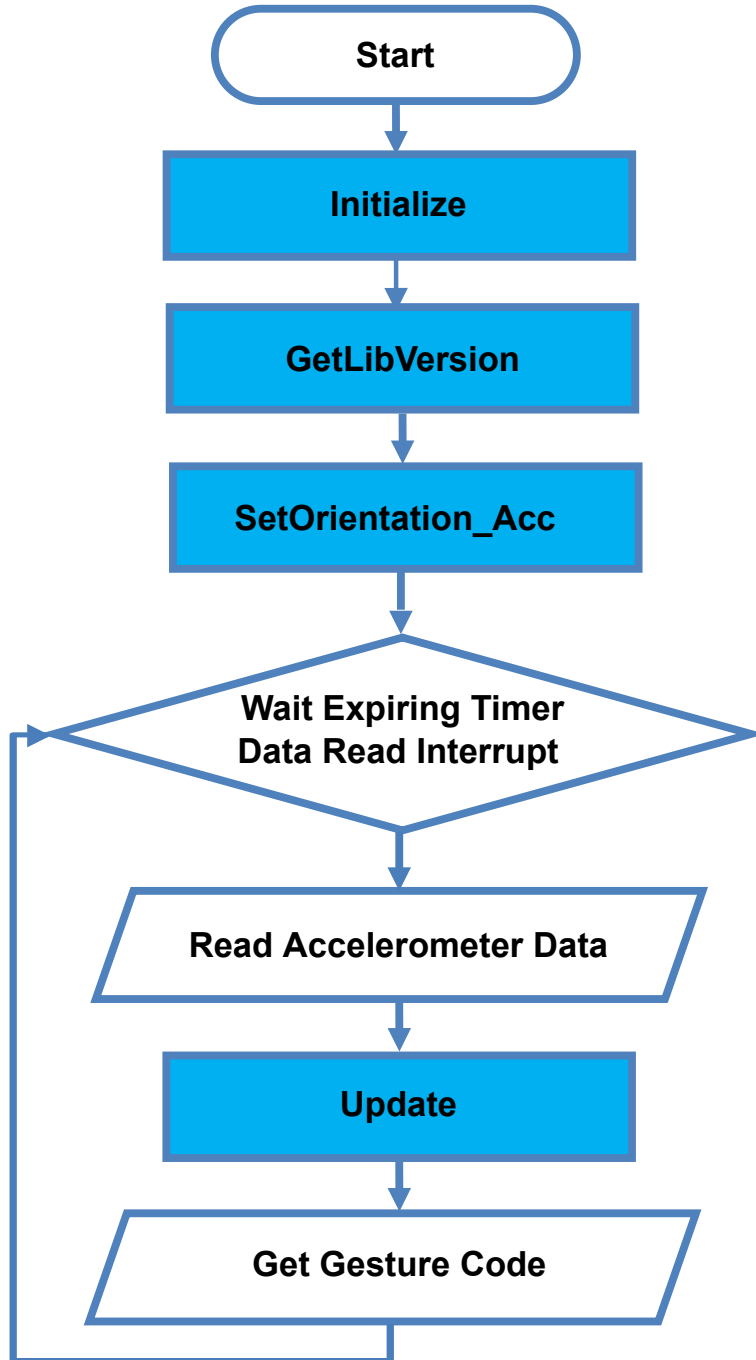 Start
Initialize
GetLibVersion
SetOrientation_Acc
Wait Expiring Timer
Data Read Interrupt
Read Accelerometer Data
Update
Get Gesture Code